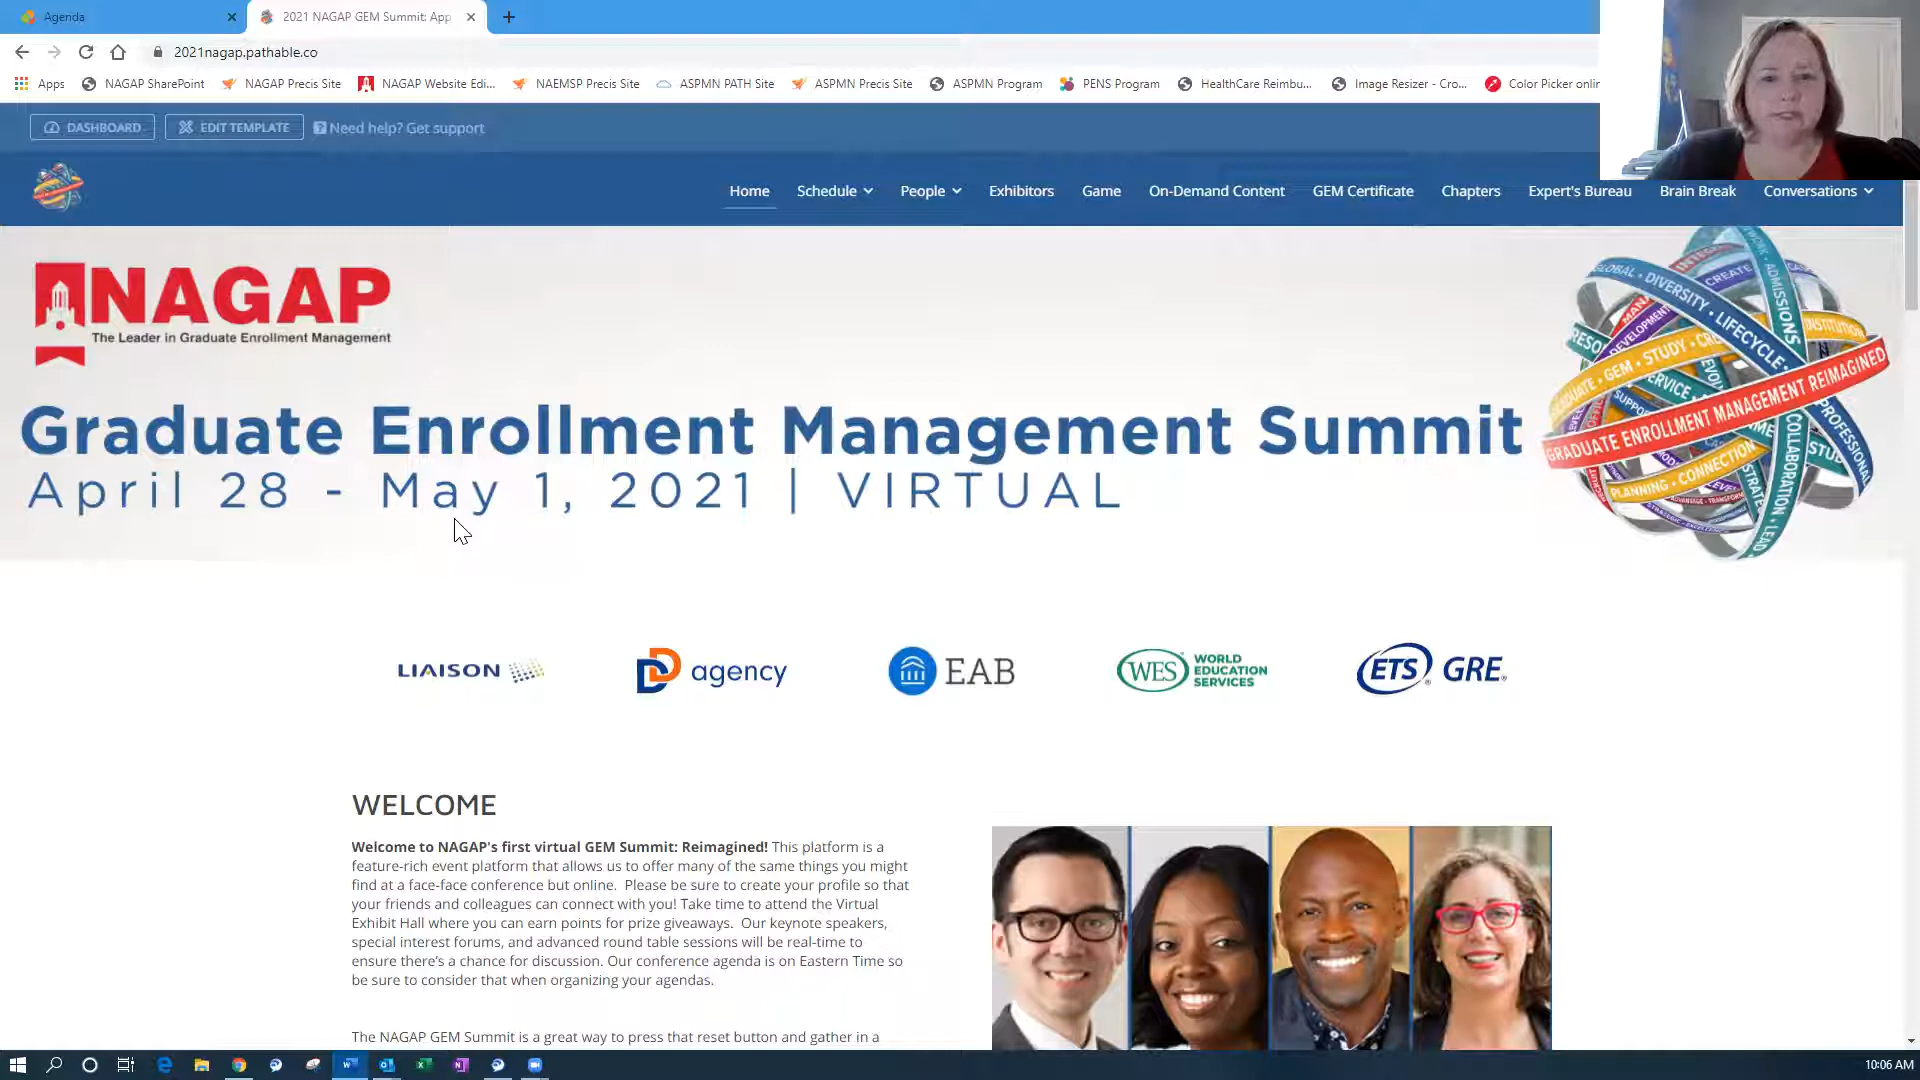 Agenda
2021 NAGAP GEM Summit: App
2021nagap.pathable.co
Apps NAGAP SharePoint NAGAP Precis Site NAGAP Website Edi... NAEMSP Precis Site ASPMN PATH Site ASPMN Precis Site ASPMN Program PENS Program HealthCare Reimbu... Image Resizer - Cro... Color Picker onlin
DASHBOARD EDIT TEMPLATE Need help? Get support
Home Schedule People Exhibitors Game On-Demand Content GEM Certificate Chapters Expert's Bureau Brain Break Conversations
NAGAP
The Leader in Graduate Enrollment Management
Graduate Enrollment Management Summit
April 28 - May 1, 2021 | VIRTUAL
GLOBAL • DIVERSITY • LIFECYCLE •
CREATE
ADMISSIONS
INSTITUTION
DEVELOPMENT
GRADUATE • GEM • STUDY •
SERVICE
GRADUATE ENROLLMENT MANAGEMENT REIMAGINED
PLANNING • CONNECTION
COLLABORATION • LEAD
PROFESSIONAL
LIAISON
DD agency
EAB
WES WORLD EDUCATION SERVICES
ETS GRE
WELCOME
Welcome to NAGAP's first virtual GEM Summit: Reimagined! This platform is a
feature-rich event platform that allows us to offer many of the same things you might
find at a face-face conference but online. Please be sure to create your profile so that
your friends and colleagues can connect with you! Take time to attend the Virtual
Exhibit Hall where you can earn points for prize giveaways. Our keynote speakers,
special interest forums, and advanced round table sessions will be real-time to
ensure there's a chance for discussion. Our conference agenda is on Eastern Time so
be sure to consider that when organizing your agendas.
The NAGAP GEM Summit is a great way to press that reset button and gather in a
10:06 AM